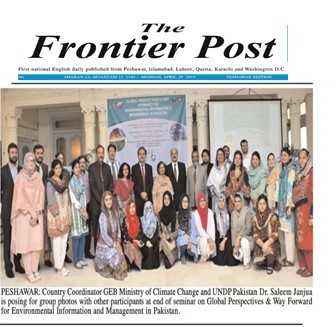 The
Frontier Post
First national English daily published from Peshawar, Islamabad, Lahore, Quetta, Karachi and Washington D.C
PESHAWAR EDITION
PESHAWAR: Country Coordinator GEB Ministry of Climate Change and UNDP Pakistan Dr. Saleem Janjua
is posing for group photos with other participants at end of seminar on Global Perspectives & Way Forward
for Environmental Information and Management in Pakistan.